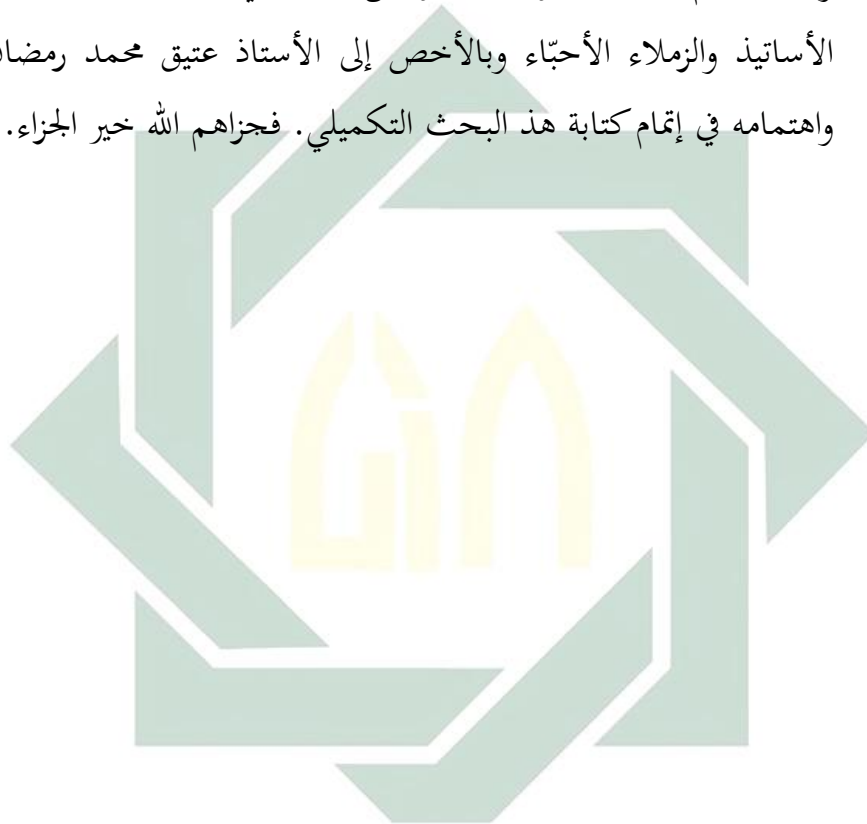 الأساتيذ والزملاء الأحبّاء وبالأخص إلى الأستاذ عتيق محمد
واهتمامه في إتمام كتابة هذ البحث التكميلي. فجزاهم الله خير الجزاء.